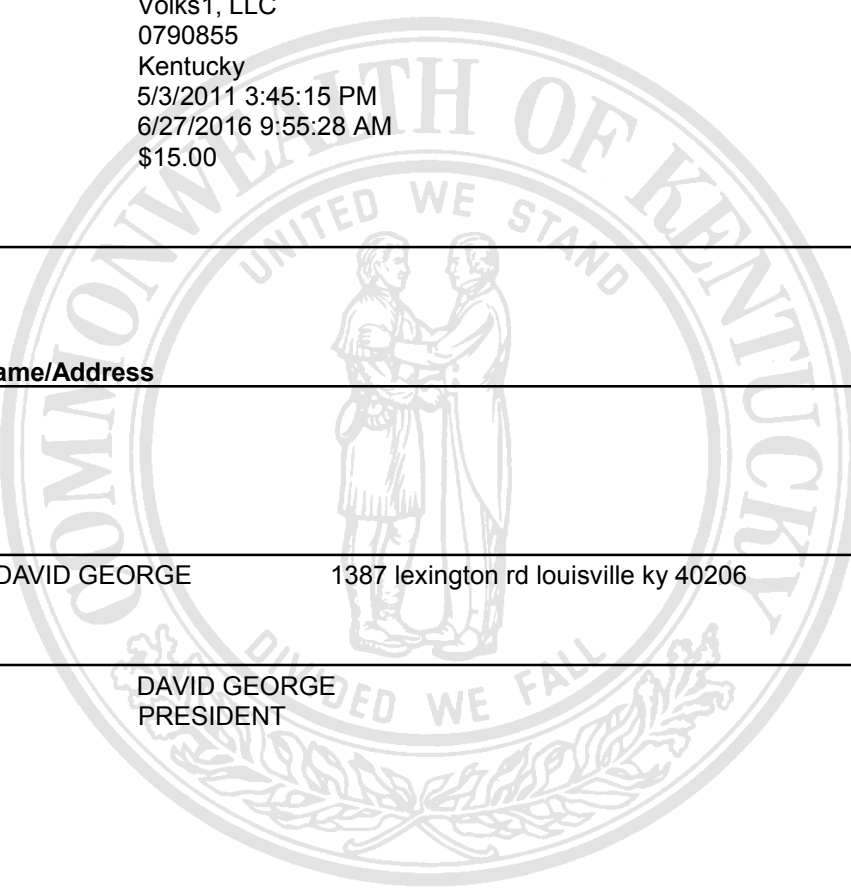 Volks1, LLC
0790855
Kentucky
5/3/2011 3:45:15 PM
6/27/2016 9:55:28 AM
$15.00
COMMONWEALTH OF KENTUCKY
UNITED WE STAND
ame/Address
DAVID GEORGE 1387 lexington rd louisville ky 40206
DIVIDED WE FALL
DAVID GEORGE
PRESIDENT